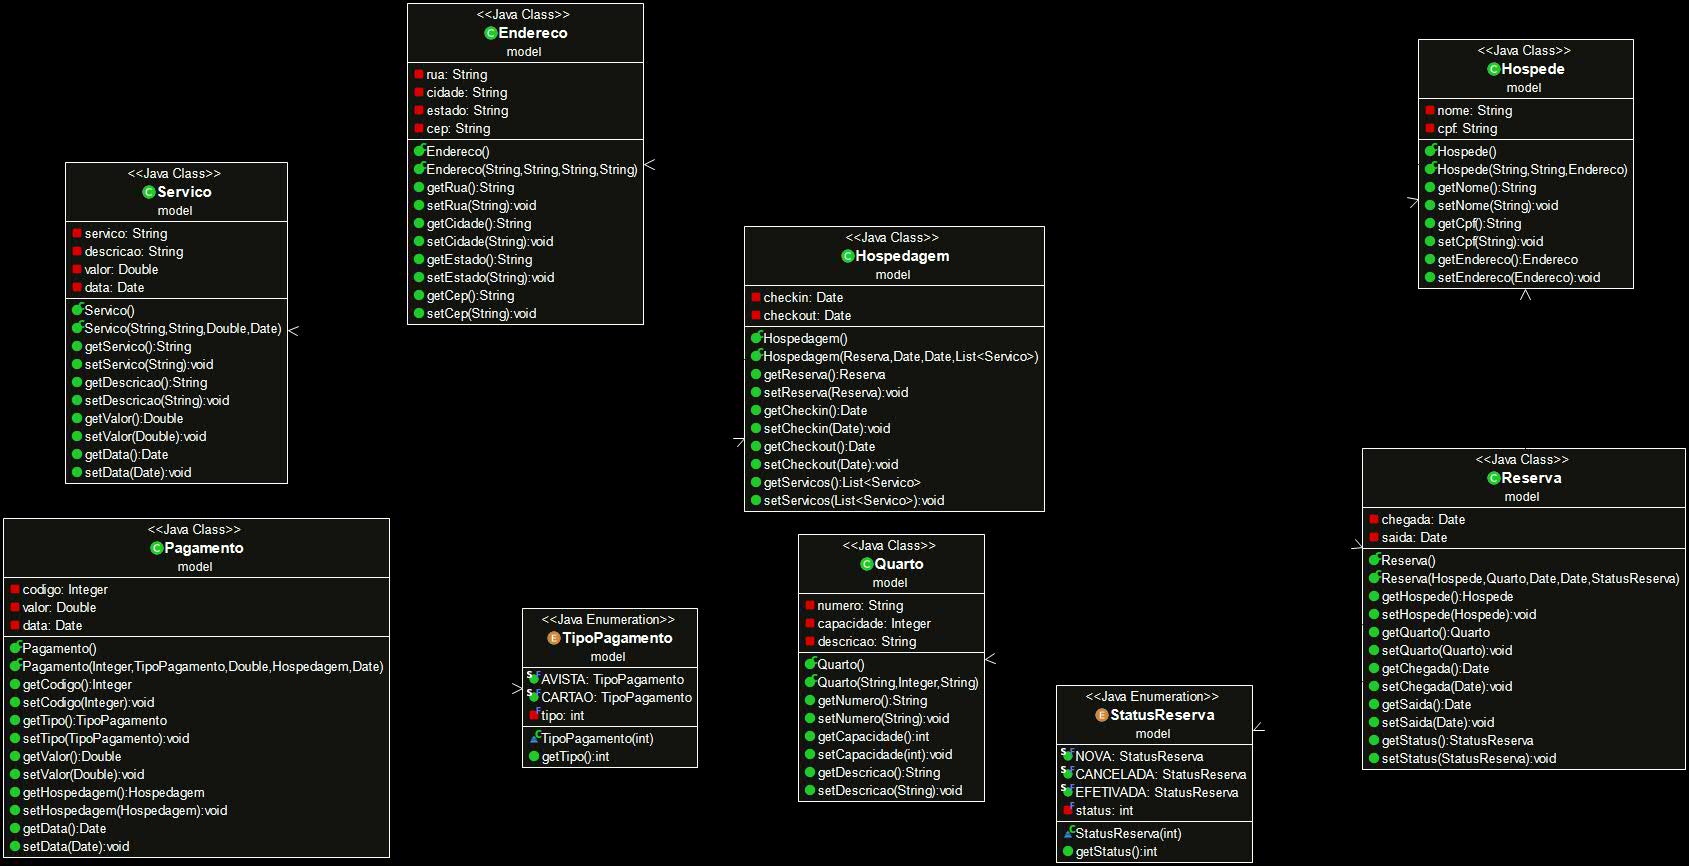 <<Java Class>>
Endereco
model
rua: String
cidade: String
estado: String
cep: String
Endereco()
Endereco(String,String,String,String)
getRua():String
setRua(String):void
getCidade():String
setCidade(String):void
getEstado():String
setEstado(String):void
getCep():String
setCep(String):void
<<Java Class>>
Hospede
model
nome: String
cpf: String
Hospede()
Hospede(String,String,Endereco)
getNome():String
setNome(String):void
getCpf():String
setCpf(String):void
getEndereco():Endereco
setEndereco(Endereco):void
<<Java Class>>
Servico
model
servico: String
descricao: String
valor: Double
data: Date
Servico()
Servico(String,String,Double,Date)
getServico():String
setServico(String):void
getDescricao():String
setDescricao(String):void
getValor():Double
setValor(Double):void
getData():Date
setData(Date):void
<<Java Class>>
Hospedagem
model
checkin: Date
checkout: Date
Hospedagem()
Hospedagem(Reserva,Date,Date,List<Servico>)
getReserva():Reserva
setReserva(Reserva):void
getCheckin():Date
setCheckin(Date):void
getCheckout():Date
setCheckout(Date):void
getServicos():List<Servico>
setServicos(List<Servico>):void
<<Java Class>>
Reserva
model
chegada: Date
saida: Date
Reserva()
Reserva(Hospede,Quarto,Date,Date,StatusReserva)
getHospede():Hospede
setHospede(Hospede):void
getQuarto():Quarto
setQuarto(Quarto):void
getChegada():Date
setChegada(Date):void
getSaida():Date
setSaida(Date):void
getStatus():StatusReserva
setStatus(StatusReserva):void
<<Java Class>>
Pagamento
model
codigo: Integer
valor: Double
data: Date
Pagamento()
Pagamento(Integer,TipoPagamento,Double,Hospedagem,Date)
getCodigo():Integer
setCodigo(Integer):void
getTipo():TipoPagamento
setTipo(TipoPagamento):void
getValor():Double
setValor(Double):void
getHospedagem():Hospedagem
setHospedagem(Hospedagem):void
getData():Date
setData(Date):void
<<Java Enumeration>>
TipoPagamento
model
AVISTA: TipoPagamento
CARTAO: TipoPagamento
tipo: int
TipoPagamento(int)
getTipo():int
<<Java Class>>
Quarto
model
numero: String
capacidade: Integer
descricao: String
Quarto()
Quarto(String,Integer,String)
getNumero():String
setNumero(String):void
getCapacidade():int
setCapacidade(int):void
getDescricao():String
setDescricao(String):void
<<Java Enumeration>>
StatusReserva
model
NOVA: StatusReserva
CANCELADA: StatusReserva
EFETIVADA: StatusReserva
status: int
StatusReserva(int)
getStatus():int